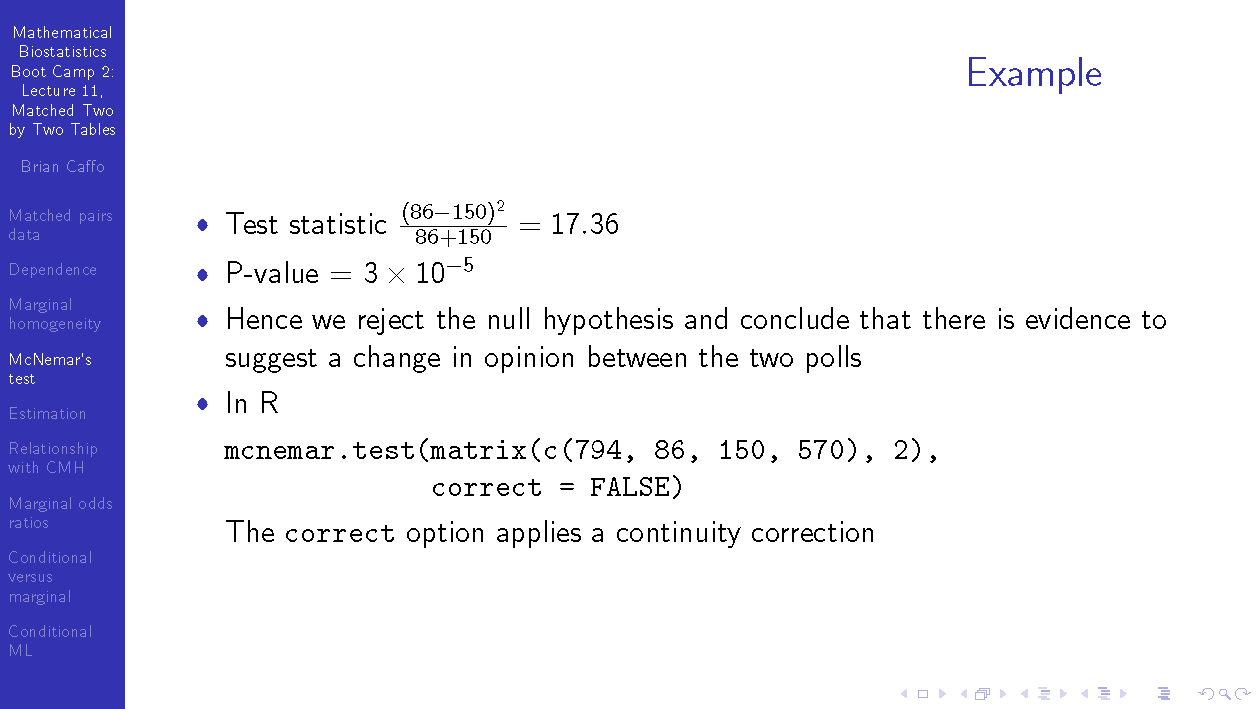 Mathematical
Biostatistics
Boot Camp 2:
Lecture 11,
Matched Two
by Two Tables
Brian Caffo
Matched pairs
data
Dependence
Marginal
homogeneity
McNemar's
test
Estimation
Relationship
with CMH
Marginal odds
ratios
Conditional
versus
marginal
Conditional
ML
Example
• Test statistic (86−150)²/86+150 = 17.36
• P-value = 3 × 10⁻⁵
• Hence we reject the null hypothesis and conclude that there is evidence to
suggest a change in opinion between the two polls
• In R
mcnemar.test(matrix(c(794, 86, 150, 570), 2),
correct = FALSE)
The correct option applies a continuity correction